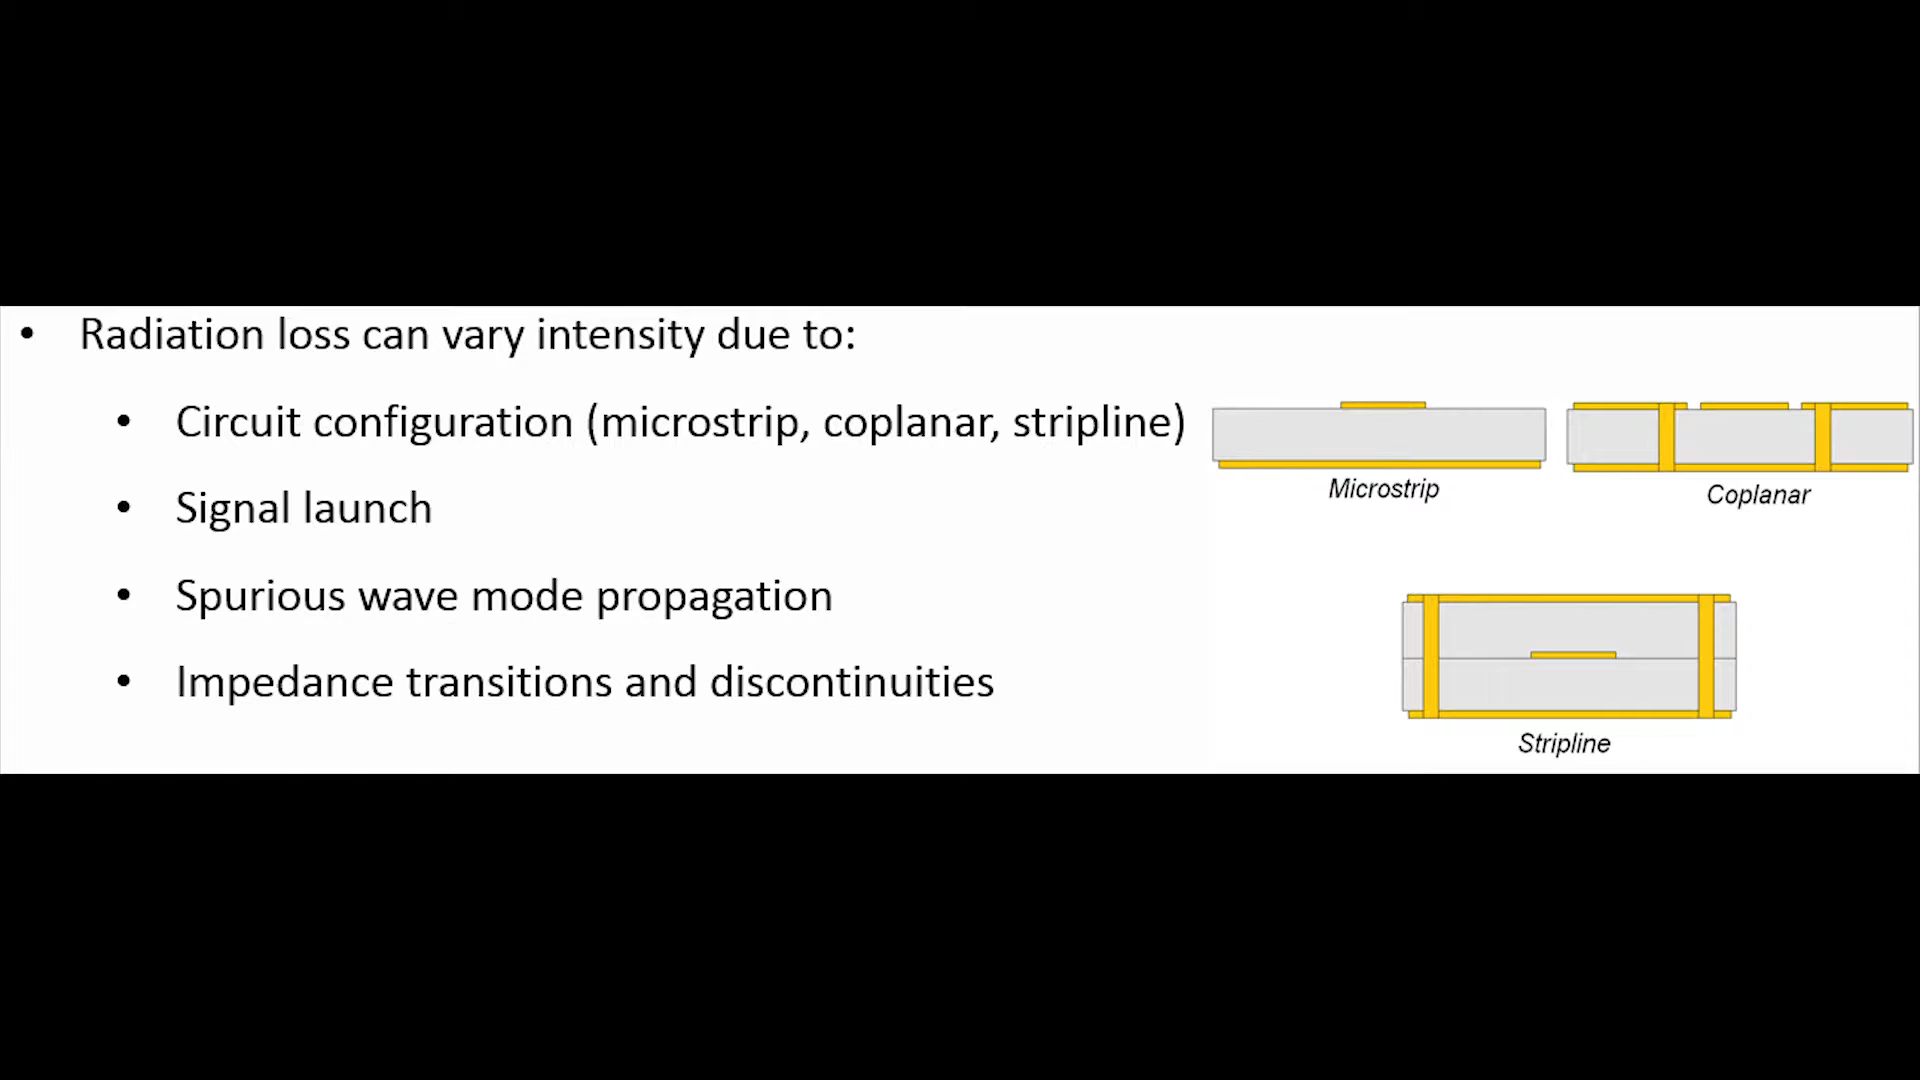 • Radiation loss can vary intensity due to:
• Circuit configuration (microstrip, coplanar, stripline)
• Signal launch
• Spurious wave mode propagation
• Impedance transitions and discontinuities
Microstrip
Coplanar
Stripline